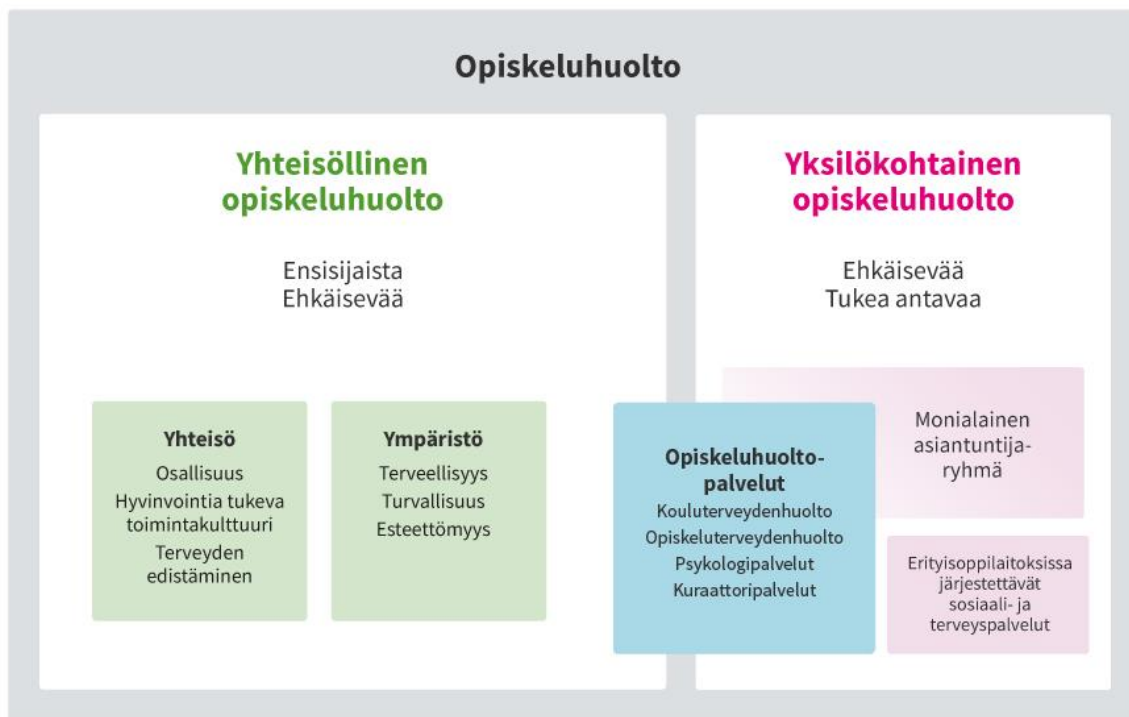 Opiskeluhuolto
Yhteisöllinen
opiskeluhuolto
Ensisijaista
Ehkäisevää
Yhteisö
Osallisuus
Hyvinvointia tukeva
toimintakulttuuri
Terveyden
edistäminen
Ympäristö
Terveellisyys
Turvallisuus
Esteettömyys
Yksilökohtainen
opiskeluhuolto
Ehkäisevää
Tukea antavaa
Opiskeluhuolto-
palvelut
Kouluterveydenhuolto
Opiskeluterveydenhuolto
Psykologipalvelut
Kuraattoripalvelut
Monialainen
asiantuntija-
ryhmä
Erityisoppilaitoksissa
järjestettävät
sosiaali- ja
terveyspalvelut